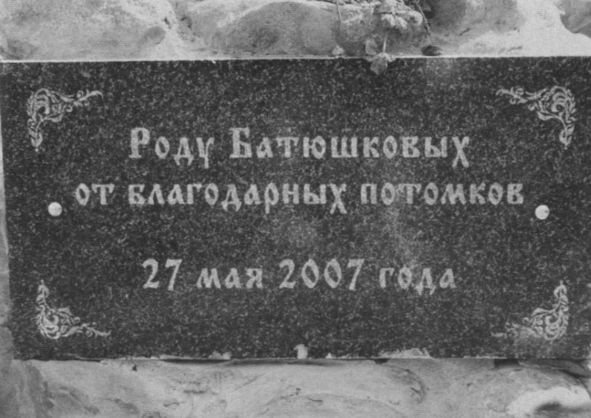 Роду Батюшковых
от благодарных потомков
27 мая 2007 года